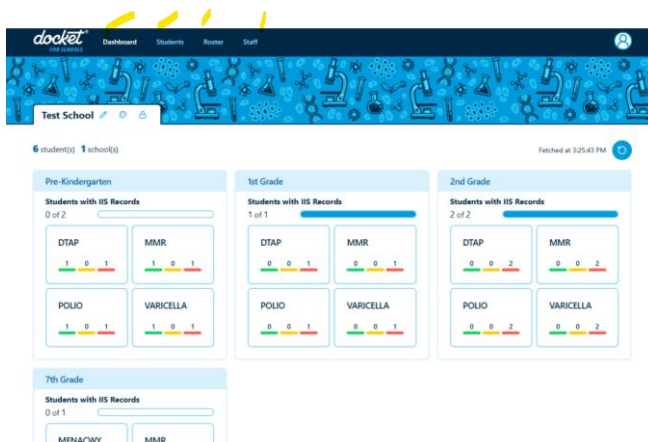 docket®
FOR SCHOOLS
Dashboard Students Roster Staff
Test School
6 student(s) 1 school(s)
Fetched at 3:25:43 PM
Pre-Kindergarten
Students with IIS Records
0 of 2
DTAP
1 0 1
MMR
1 0 1
POLIO
1 0 1
VARICELLA
1 0 1
1st Grade
Students with IIS Records
1 of 1
DTAP
0 0 1
MMR
0 0 1
POLIO
0 0 1
VARICELLA
0 0 1
2nd Grade
Students with IIS Records
2 of 2
DTAP
0 0 2
MMR
0 0 2
POLIO
0 0 2
VARICELLA
0 0 2
7th Grade
Students with IIS Records
0 of 1
MENACWY
MMR